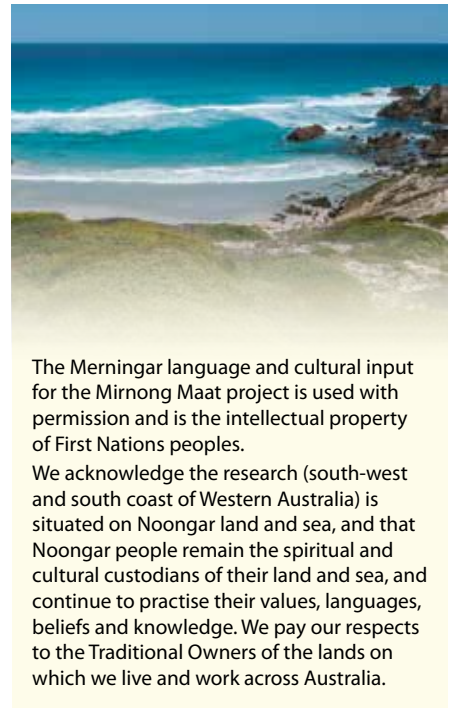 The Merningar language and cultural input
for the Mirnong Maat project is used with
permission and is the intellectual property
of First Nations peoples.
We acknowledge the research (south-west
and south coast of Western Australia) is
situated on Noongar land and sea, and that
Noongar people remain the spiritual and
cultural custodians of their land and sea, and
continue to practise their values, languages,
beliefs and knowledge. We pay our respects
to the Traditional Owners of the lands on
which we live and work across Australia.